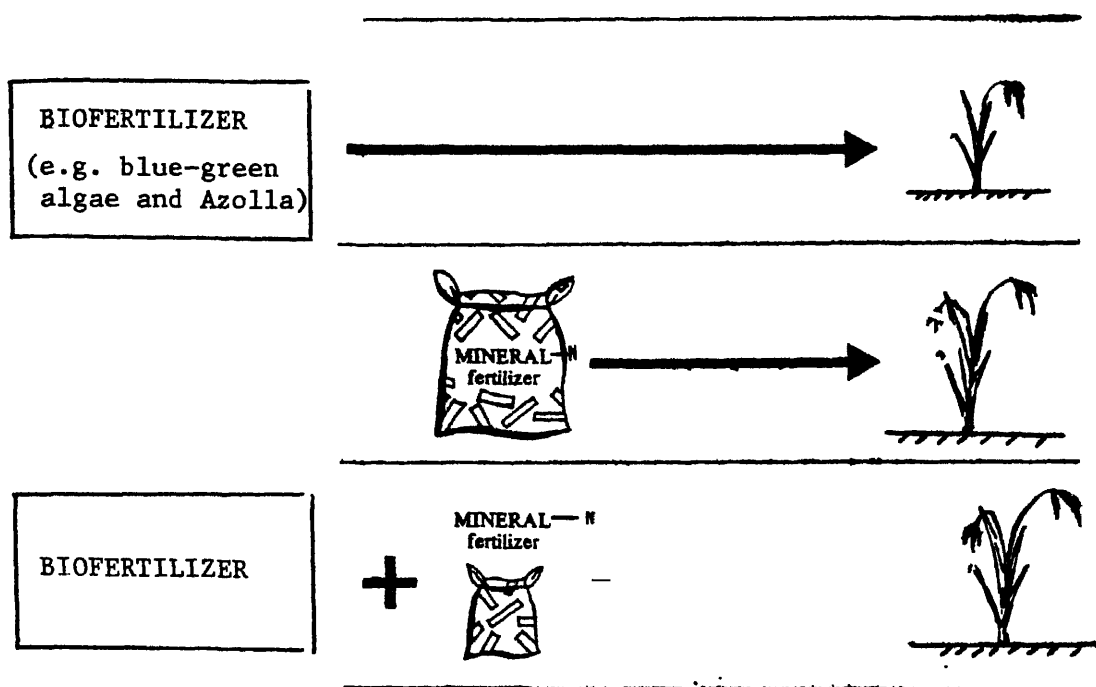 BIOFERTILIZER
(e.g. blue-green
algae and Azolla)
MINERAL—N
fertilizer
BIOFERTILIZER
+
MINERAL— N
fertilizer